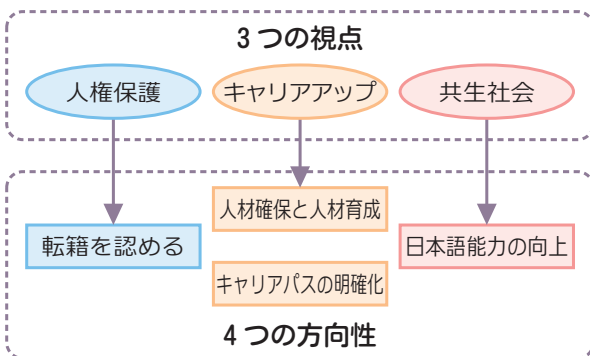 3つの視点
人権保護
キャリアアップ
共生社会
人材確保と人材育成
転籍を認める
日本語能力の向上
キャリアパスの明確化
4つの方向性